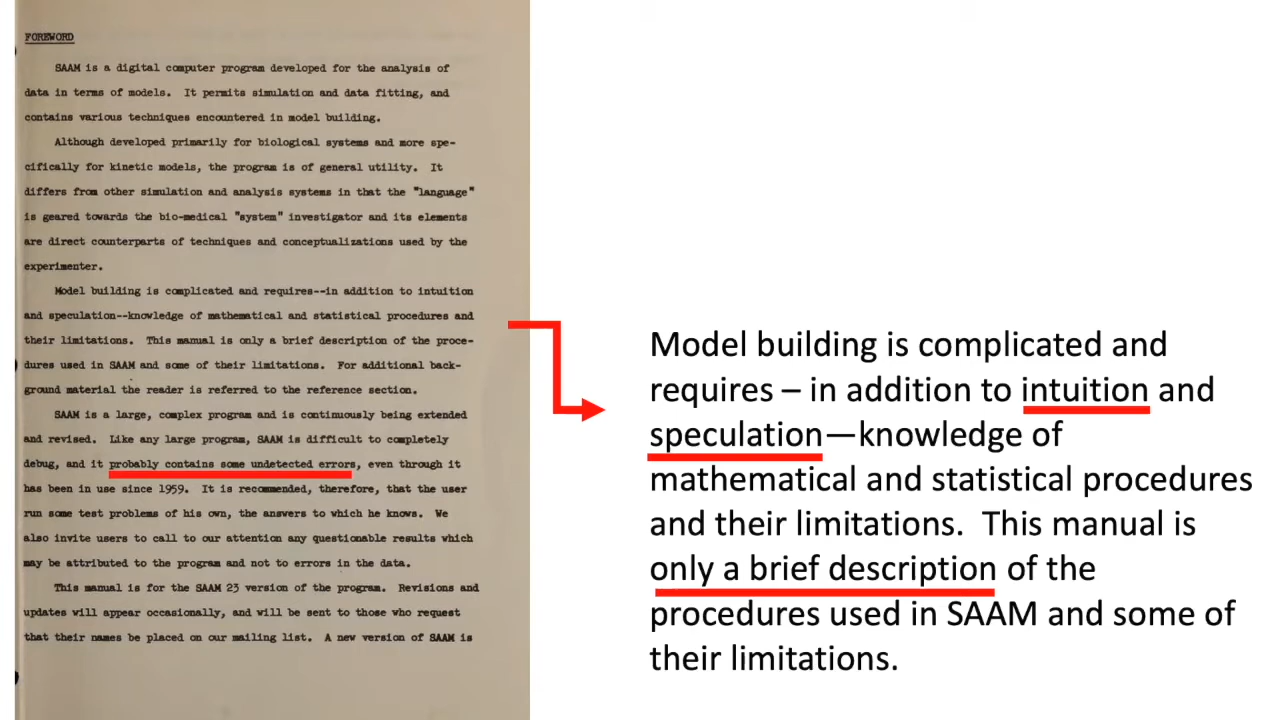 FOREWORD
SAAM is a digital computer program developed for the analysis of
data in terms of models. It permits simulation and data fitting, and
contains various techniques encountered in model building.
Although developed primarily for biological systems and more spe-
cifically for kinetic models, the program is of general utility. It
differs from other simulation and analysis systems in that the "language"
is geared towards the bio-medical "system" investigator and its elements
are direct counterparts of techniques and conceptualizations used by the
experimenter.
Model building is complicated and requires--in addition to intuition
and speculation--knowledge of mathematical and statistical procedures and
their limitations. This manual is only a brief description of the proce-
dures used in SAAM and some of their limitations. For additional back-
ground material the reader is referred to the reference section.
SAAM is a large, complex program and is continuously being extended
and revised. Like any large program, SAAM is difficult to completely
debug, and it probably contains some undetected errors, even through it
has been in use since 1959. It is recommended, therefore, that the user
run some test problems of his own, the answers to which he knows. We
also invite users to call to our attention any questionable results which
may be attributed to the program and not to errors in the data.
This manual is for the SAAM 23 version of the program. Revisions and
updates will appear occasionally, and will be sent to those who request
that their names be placed on our mailing list. A new version of SAAM is
Model building is complicated and
requires – in addition to intuition and
speculation—knowledge of
mathematical and statistical procedures
and their limitations. This manual is
only a brief description of the
procedures used in SAAM and some of
their limitations.